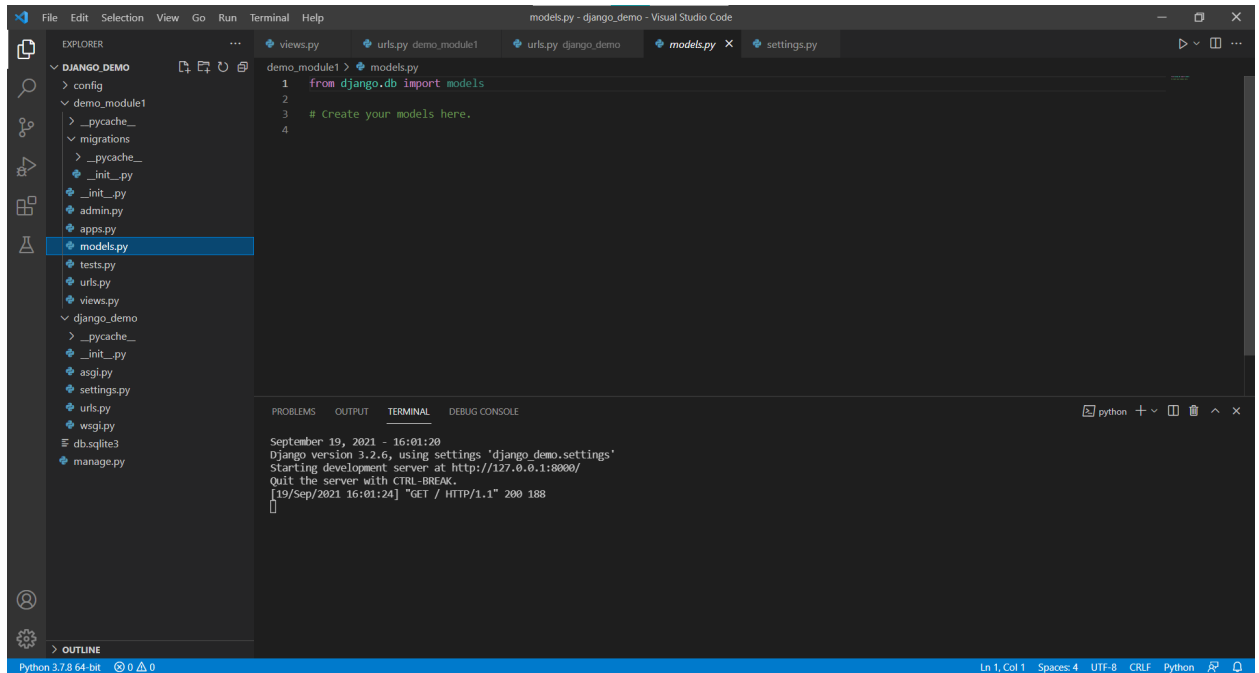 File Edit Selection View Go Run Terminal Help models.py - django_demo - Visual Studio Code
EXPLORER
DJANGO_DEMO
config
demo_module1
__pycache__
migrations
__pycache__
__init__.py
__init__.py
admin.py
apps.py
models.py
tests.py
urls.py
views.py
django_demo
__pycache__
__init__.py
asgi.py
settings.py
urls.py
wsgi.py
db.sqlite3
manage.py
OUTLINE
views.py urls.py demo_module1 urls.py django_demo models.py settings.py
demo_module1 > models.py
1 from django.db import models
2
3 # Create your models here.
4
PROBLEMS OUTPUT TERMINAL DEBUG CONSOLE python
September 19, 2021 - 16:01:20
Django version 3.2.6, using settings 'django_demo.settings'
Starting development server at http://127.0.0.1:8000/
Quit the server with CTRL-BREAK.
[19/Sep/2021 16:01:24] "GET / HTTP/1.1" 200 188
Python 3.7.8 64-bit 0 0 Ln 1, Col 1 Spaces: 4 UTF-8 CRLF Python